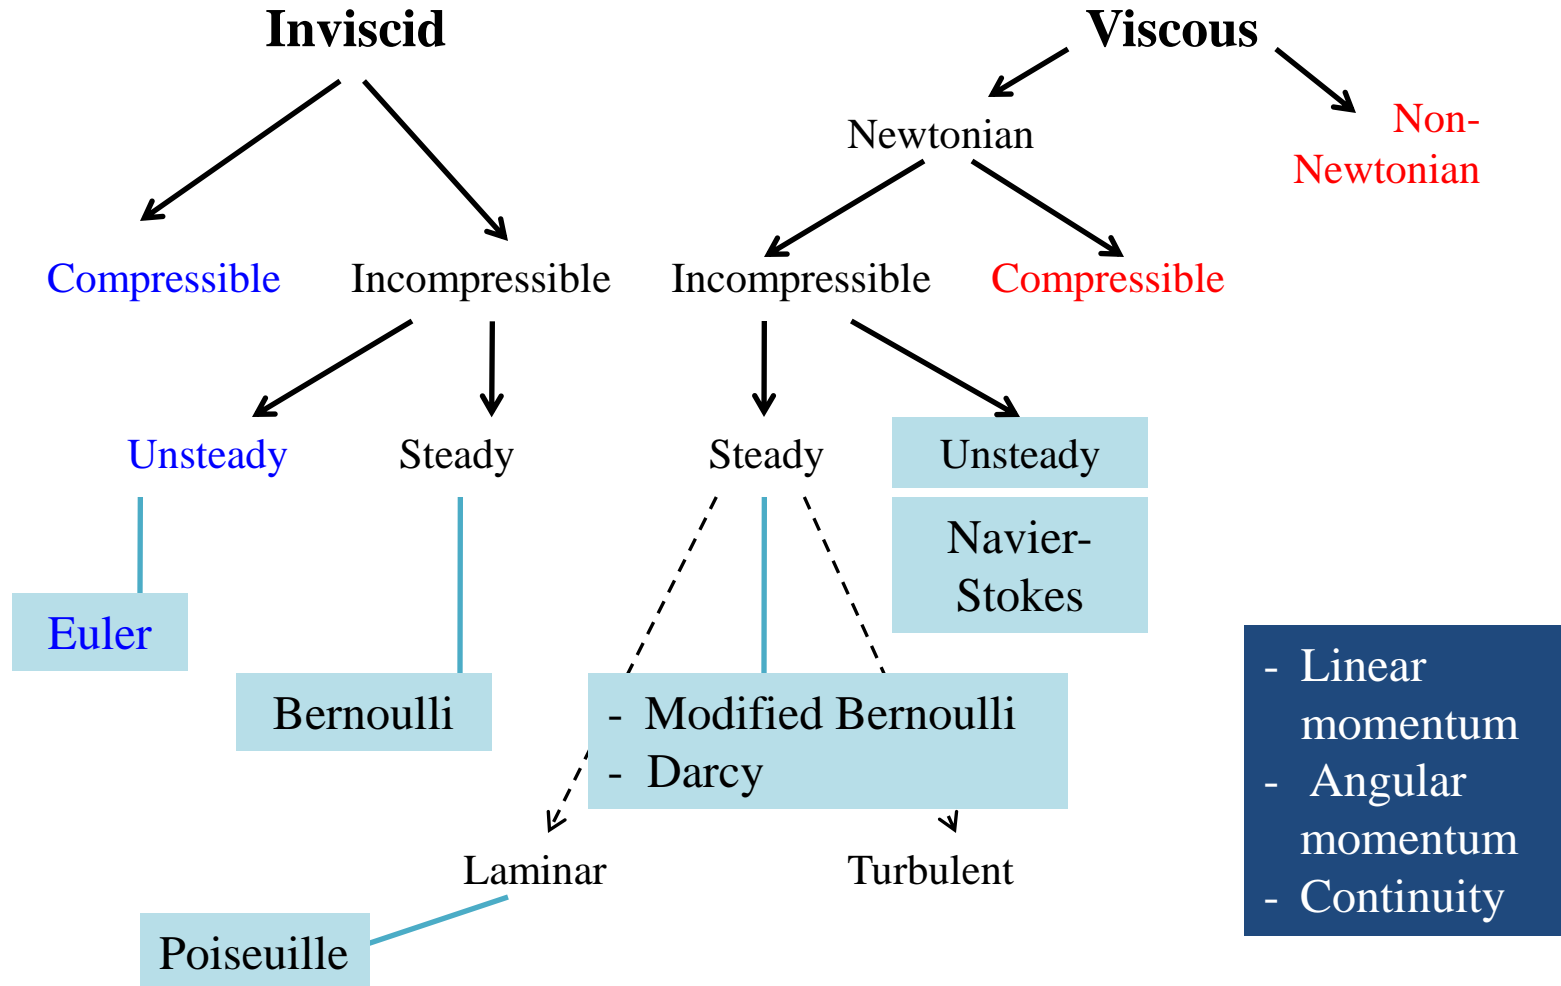 Inviscid
Viscous
Newtonian
Non-
Newtonian
Compressible
Incompressible
Incompressible
Compressible
Unsteady
Steady
Steady
Unsteady
Navier-
Stokes
Euler
Bernoulli
- Modified Bernoulli
- Darcy
- Linear
momentum
- Angular
momentum
- Continuity
Laminar
Turbulent
Poiseuille